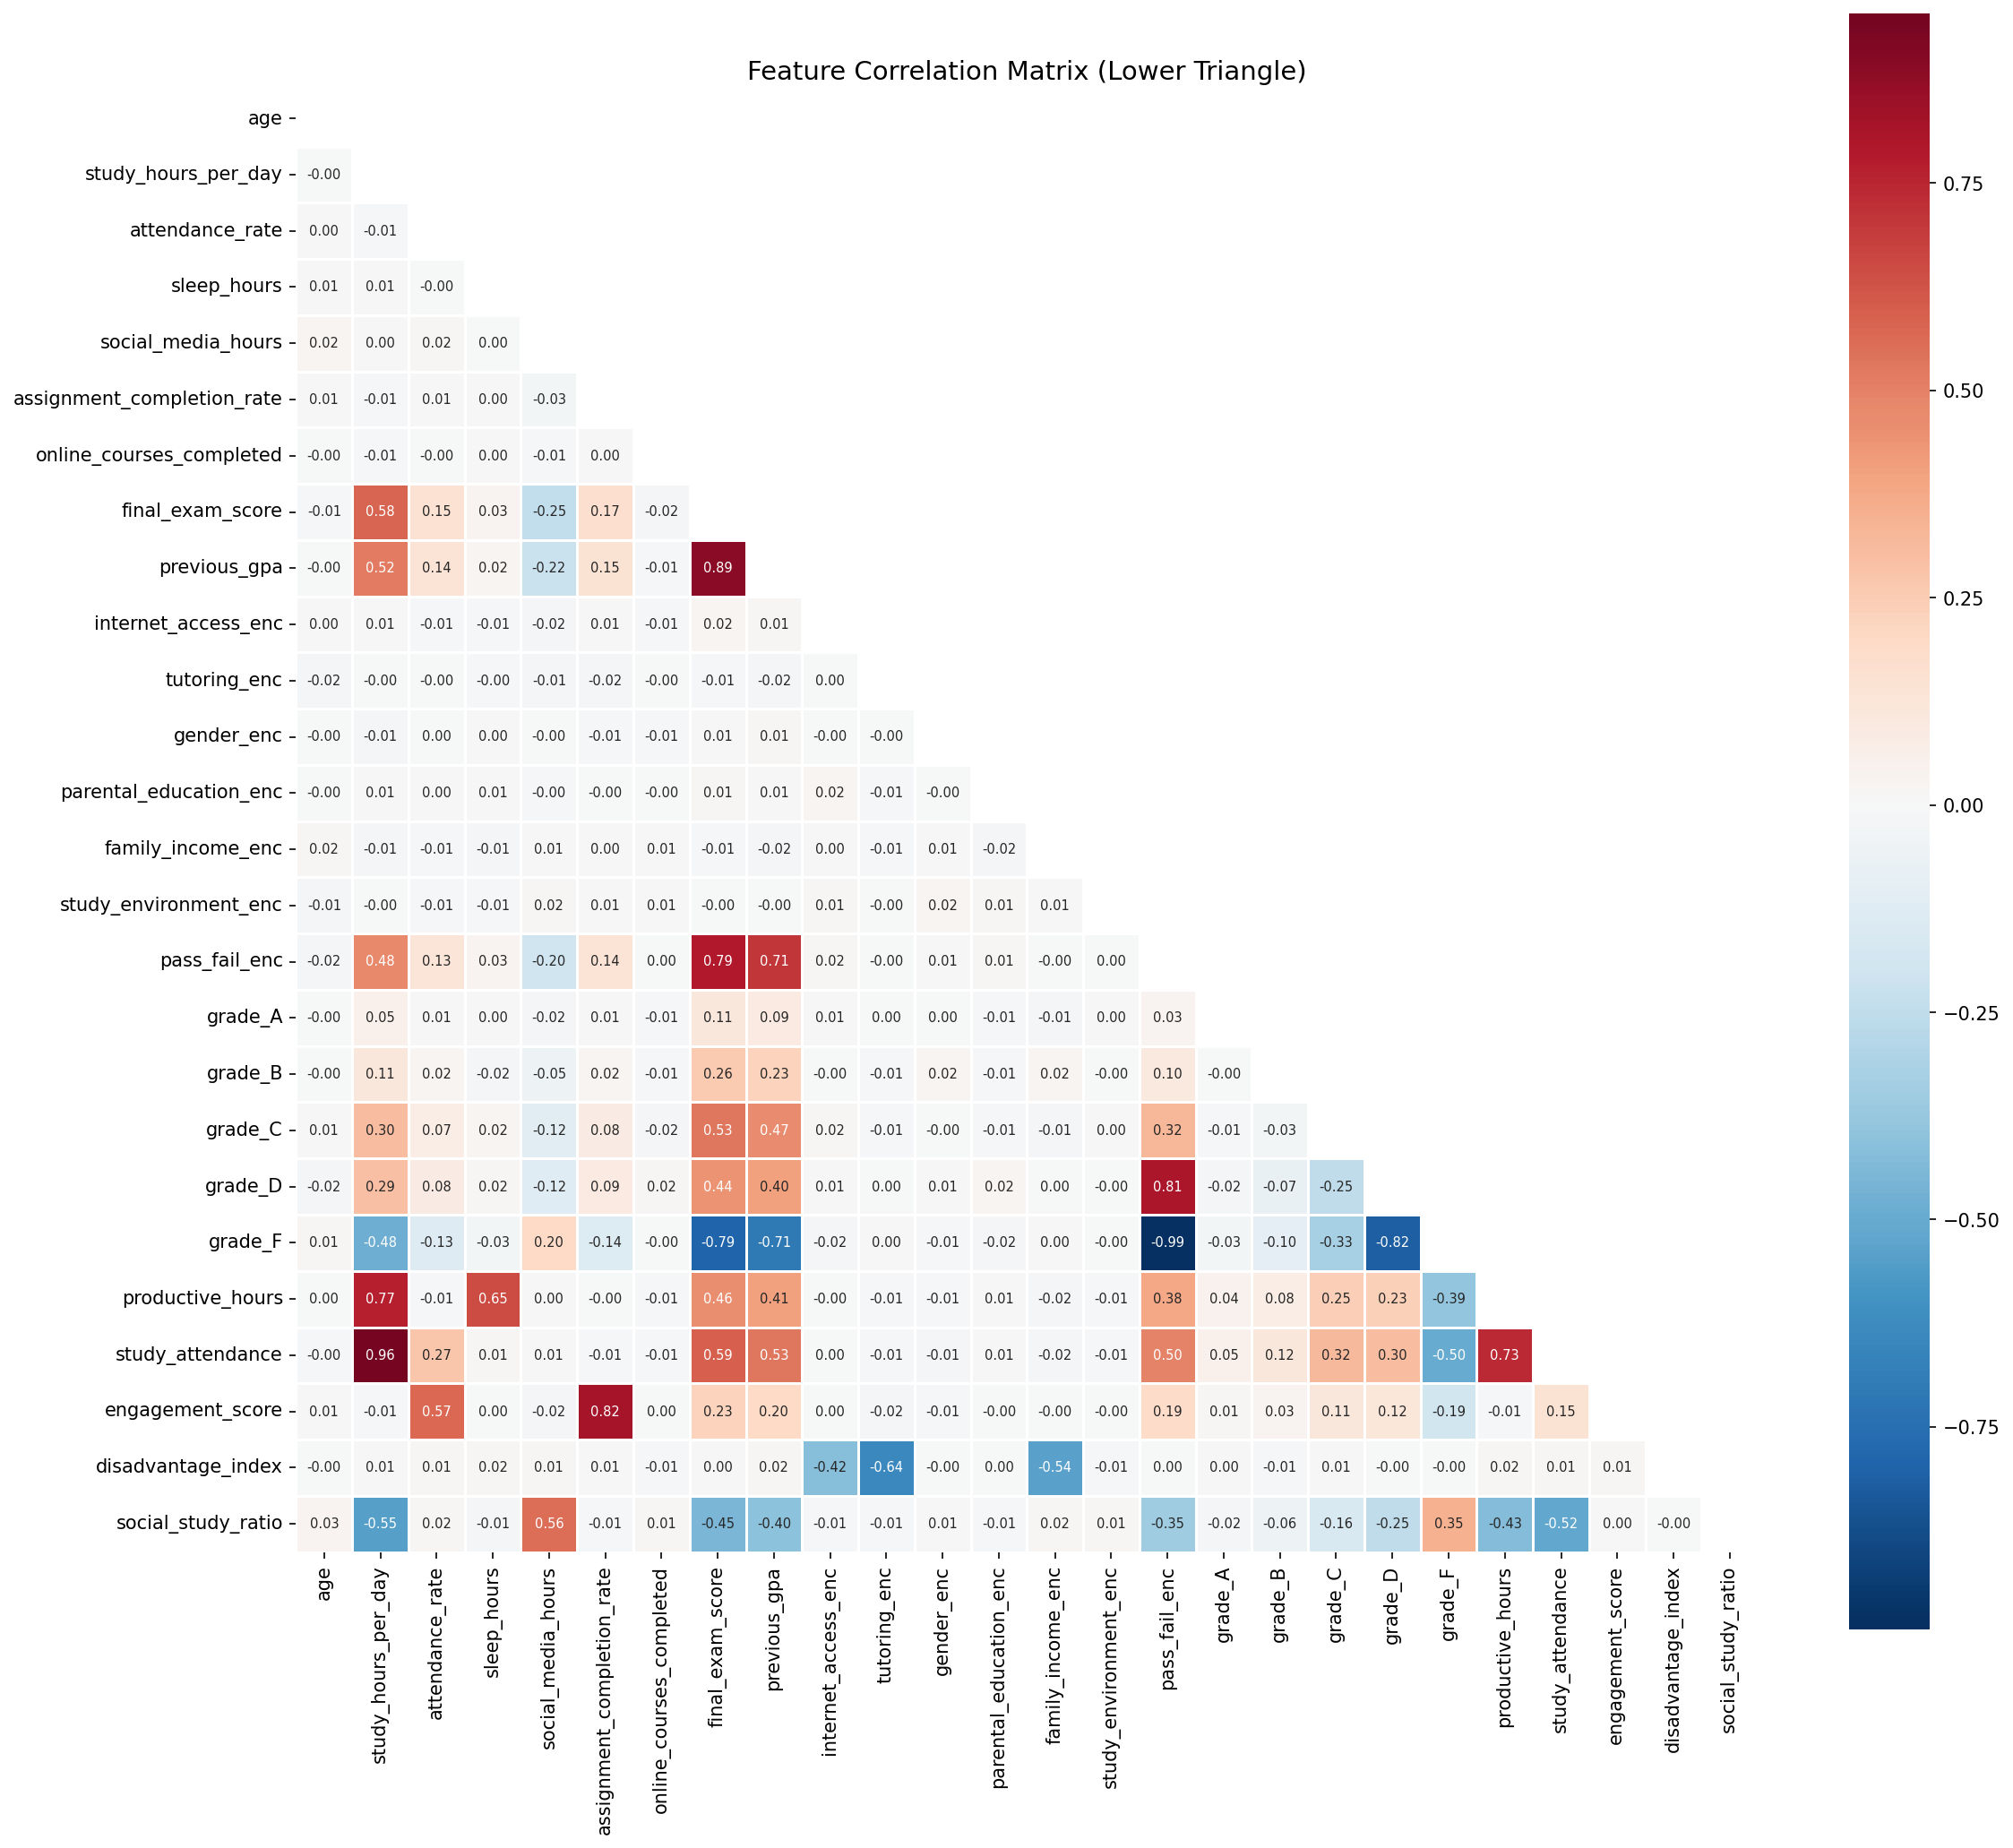 Feature Correlation Matrix (Lower Triangle)
age
study_hours_per_day -0.00
attendance_rate 0.00 -0.01
sleep_hours 0.01 0.01 -0.00
social_media_hours 0.02 0.00 0.02 0.00
assignment_completion_rate 0.01 -0.01 0.01 0.00 -0.03
online_courses_completed -0.00 -0.01 -0.00 0.00 -0.01 0.00
final_exam_score -0.01 0.58 0.15 0.03 -0.25 0.17 -0.02
previous_gpa -0.00 0.52 0.14 0.02 -0.22 0.15 -0.01 0.89
internet_access_enc 0.00 0.01 -0.01 -0.01 -0.02 0.01 -0.01 0.02 0.01
tutoring_enc -0.02 -0.00 -0.00 -0.00 -0.01 -0.02 -0.00 -0.01 -0.02 0.00
gender_enc -0.00 -0.01 0.00 0.00 -0.00 -0.01 -0.01 0.01 0.01 -0.00 -0.00
parental_education_enc -0.00 0.01 0.00 0.01 -0.00 -0.00 -0.00 0.01 0.01 0.02 -0.01 -0.00
family_income_enc 0.02 -0.01 -0.01 -0.01 0.01 0.00 0.01 -0.01 -0.02 0.00 -0.01 0.01 -0.02
study_environment_enc -0.01 -0.00 -0.01 -0.01 0.02 0.01 0.01 -0.00 -0.00 0.01 -0.00 0.02 0.01 0.01
pass_fail_enc -0.02 0.48 0.13 0.03 -0.20 0.14 0.00 0.79 0.71 0.02 -0.00 0.01 0.01 -0.00 0.00
grade_A -0.00 0.05 0.01 0.00 -0.02 0.01 -0.01 0.11 0.09 0.01 0.00 0.00 -0.01 -0.01 0.00 0.03
grade_B -0.00 0.11 0.02 -0.02 -0.05 0.02 -0.01 0.26 0.23 -0.00 -0.01 0.02 -0.01 0.02 -0.00 0.10 -0.00
grade_C 0.01 0.30 0.07 0.02 -0.12 0.08 -0.02 0.53 0.47 0.02 -0.01 -0.00 -0.01 -0.01 0.00 0.32 -0.01 -0.03
grade_D -0.02 0.29 0.08 0.02 -0.12 0.09 0.02 0.44 0.40 0.01 0.00 0.01 0.02 0.00 -0.00 0.81 -0.02 -0.07 -0.25
grade_F 0.01 -0.48 -0.13 -0.03 0.20 -0.14 -0.00 -0.79 -0.71 -0.02 0.00 -0.01 -0.02 0.00 -0.00 -0.99 -0.03 -0.10 -0.33 -0.82
productive_hours 0.00 0.77 -0.01 0.65 0.00 -0.00 -0.01 0.46 0.41 -0.00 -0.01 -0.01 0.01 -0.02 -0.01 0.38 0.04 0.08 0.25 0.23 -0.39
study_attendance -0.00 0.96 0.27 0.01 0.01 -0.01 -0.01 0.59 0.53 0.00 -0.01 -0.01 0.01 -0.02 -0.01 0.50 0.05 0.12 0.32 0.30 -0.50 0.73
engagement_score 0.01 -0.01 0.57 0.00 -0.02 0.82 0.00 0.23 0.20 0.00 -0.02 -0.01 -0.00 -0.00 -0.00 0.19 0.01 0.03 0.11 0.12 -0.19 -0.01 0.15
disadvantage_index -0.00 0.01 0.01 0.02 0.01 0.01 -0.01 0.00 0.02 -0.42 -0.64 -0.00 0.00 -0.54 -0.01 0.00 0.00 -0.01 0.01 -0.00 -0.00 0.02 0.01 0.01
social_study_ratio 0.03 -0.55 0.02 -0.01 0.56 -0.01 0.01 -0.45 -0.40 -0.01 -0.01 0.01 -0.01 0.02 0.01 -0.35 -0.02 -0.06 -0.16 -0.25 0.35 -0.43 -0.52 0.00 -0.00
age
study_hours_per_day
attendance_rate
sleep_hours
social_media_hours
assignment_completion_rate
online_courses_completed
final_exam_score
previous_gpa
internet_access_enc
tutoring_enc
gender_enc
parental_education_enc
family_income_enc
study_environment_enc
pass_fail_enc
grade_A
grade_B
grade_C
grade_D
grade_F
productive_hours
study_attendance
engagement_score
disadvantage_index
social_study_ratio
0.75
0.50
0.25
0.00
−0.25
−0.50
−0.75